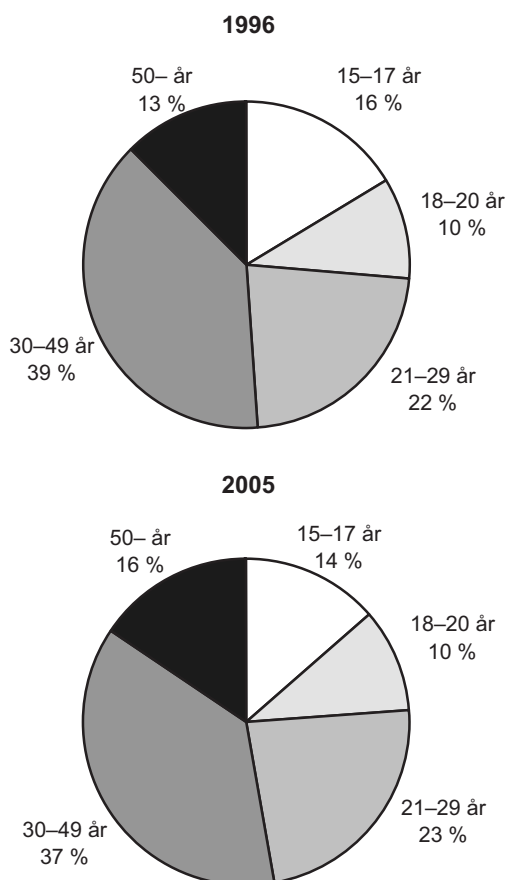 1996
50– år
13 %
15–17 år
16 %
18–20 år
10 %
30–49 år
39 %
21–29 år
22 %
2005
50– år
16 %
15–17 år
14 %
18–20 år
10 %
21–29 år
23 %
30–49 år
37 %